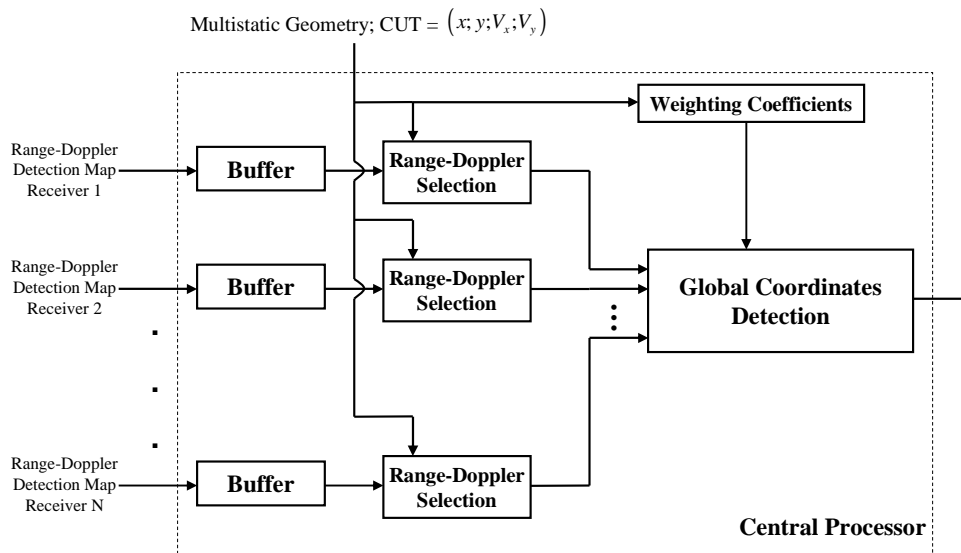 Multistatic Geometry; CUT = (x; y;Vₓ;V_y)
Weighting Coefficients
Range-Doppler
Detection Map
Receiver 1
Buffer
Range-Doppler
Selection
Range-Doppler
Detection Map
Receiver 2
Buffer
Range-Doppler
Selection
Global Coordinates
Detection
Range-Doppler
Detection Map
Receiver N
Buffer
Range-Doppler
Selection
Central Processor